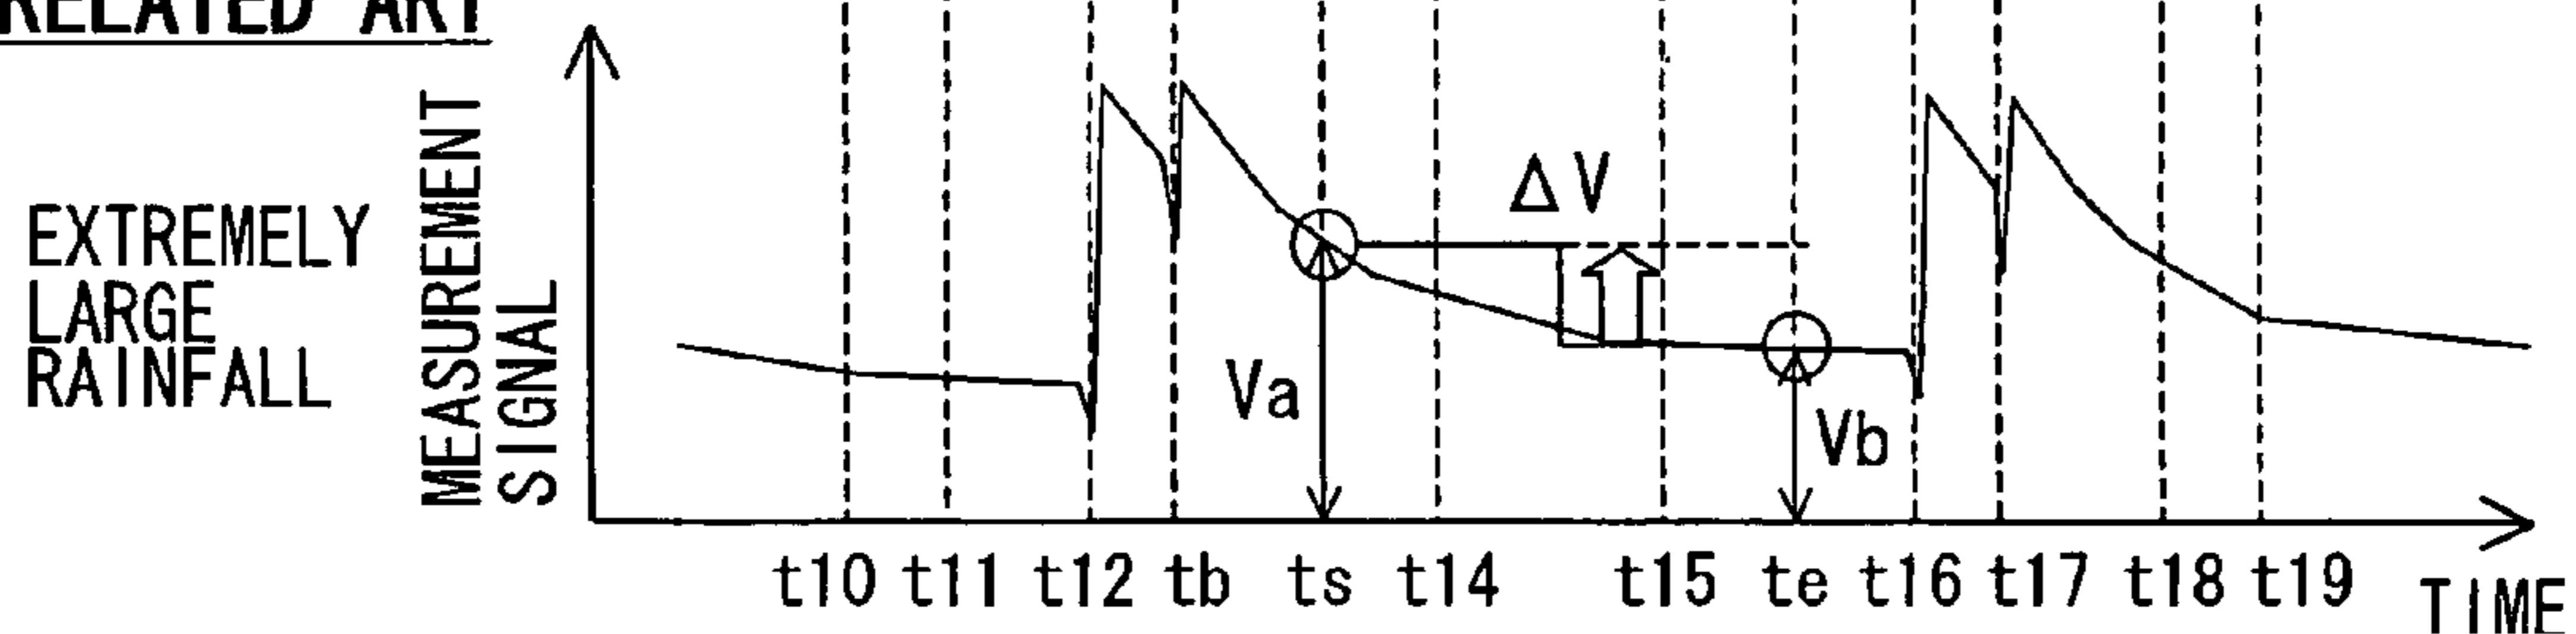 RELATED ART
EXTREMELY
LARGE
RAINFALL
MEASUREMENT
SIGNAL
ΔV
Va
Vb
t10 t11 t12 tb ts t14 t15 te t16 t17 t18 t19
TIME